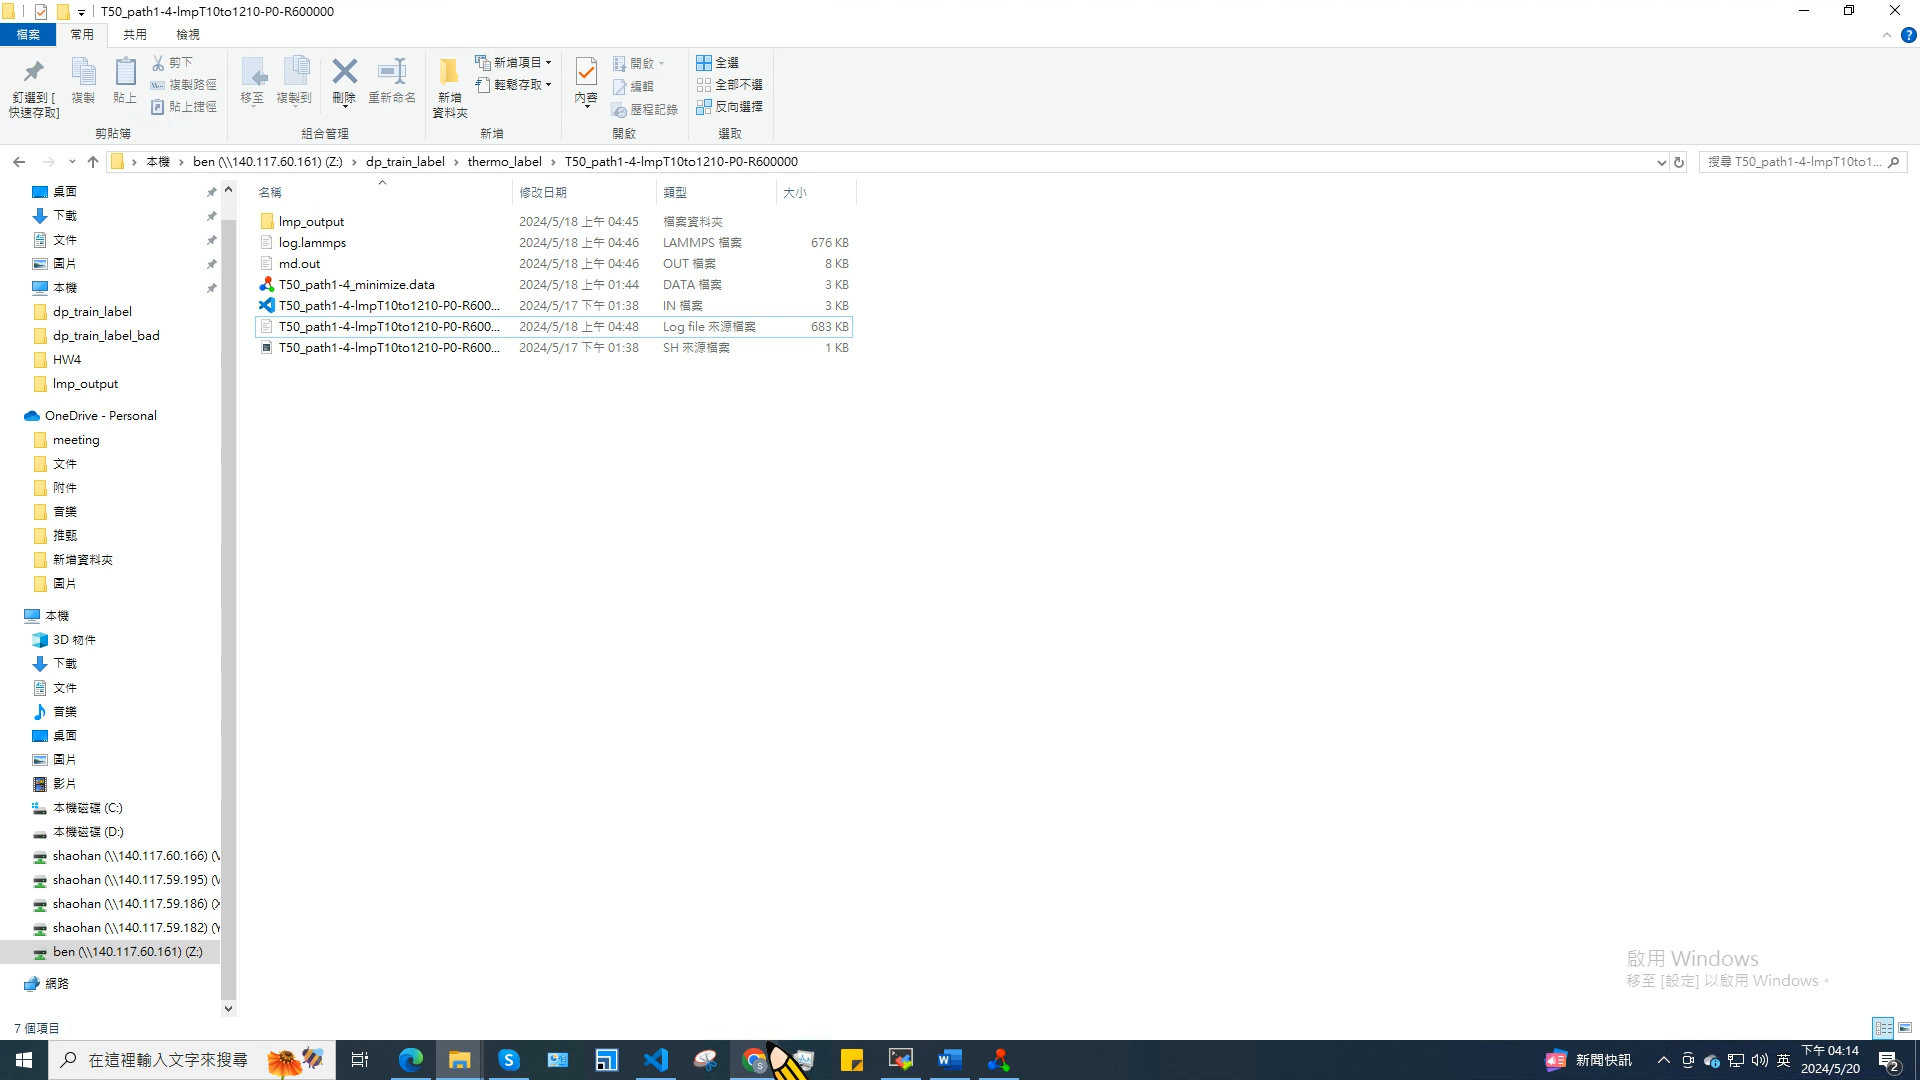 T50_path1-4-lmpT10to1210-P0-R600000
檔案 常用 共用 檢視
釘選到 [快速存取]
複製
貼上
剪下
複製路徑
貼上捷徑
移至
複製到
刪除
重新命名
新增資料夾
新增項目
輕鬆存取
內容
開啟
編輯
歷程記錄
全選
全部不選
反向選擇
剪貼簿 組合管理 新增 開啟 選取
本機 ben (\\140.117.60.161) (Z:) dp_train_label thermo_label T50_path1-4-lmpT10to1210-P0-R600000
搜尋 T50_path1-4-lmpT10to1...
桌面
下載
文件
圖片
本機
dp_train_label
dp_train_label_bad
HW4
lmp_output
OneDrive - Personal
meeting
文件
附件
音樂
推甄
新增資料夾
圖片
本機
3D 物件
下載
文件
音樂
桌面
圖片
影片
本機磁碟 (C:)
本機磁碟 (D:)
shaohan (\\140.117.60.166) (
shaohan (\\140.117.59.195) (
shaohan (\\140.117.59.186) (
shaohan (\\140.117.59.182) (
ben (\\140.117.60.161) (Z:)
網路
名稱 修改日期 類型 大小
lmp_output 2024/5/18 上午 04:45 檔案資料夾
log.lammps 2024/5/18 上午 04:46 LAMMPS 檔案 676 KB
md.out 2024/5/18 上午 04:46 OUT 檔案 8 KB
T50_path1-4_minimize.data 2024/5/18 上午 01:44 DATA 檔案 3 KB
T50_path1-4-lmpT10to1210-P0-R600... 2024/5/17 下午 01:38 IN 檔案 3 KB
T50_path1-4-lmpT10to1210-P0-R600... 2024/5/18 上午 04:48 Log file 來源檔案 683 KB
T50_path1-4-lmpT10to1210-P0-R600... 2024/5/17 下午 01:38 SH 來源檔案 1 KB
啟用 Windows
移至 [設定] 以啟用 Windows。
7 個項目
在這裡輸入文字來搜尋
新聞快訊
英
下午 04:14
2024/5/20
2